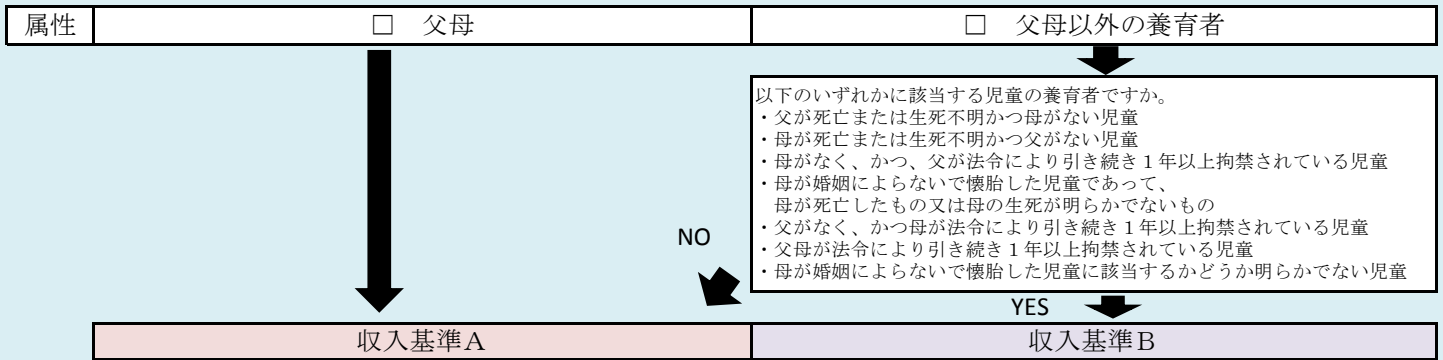 属性 □ 父母 □ 父母以外の養育者
以下のいずれかに該当する児童の養育者ですか。
・父が死亡または生死不明かつ母がない児童
・母が死亡または生死不明かつ父がない児童
・母がなく、かつ、父が法令により引き続き１年以上拘禁されている児童
・母が婚姻によらないで懐胎した児童であって、
母が死亡したもの又は母の生死が明らかでないもの
・父がなく、かつ母が法令により引き続き１年以上拘禁されている児童
・父母が法令により引き続き１年以上拘禁されている児童
・母が婚姻によらないで懐胎した児童に該当するかどうか明らかでない児童
NO
YES
収入基準Ａ 収入基準Ｂ